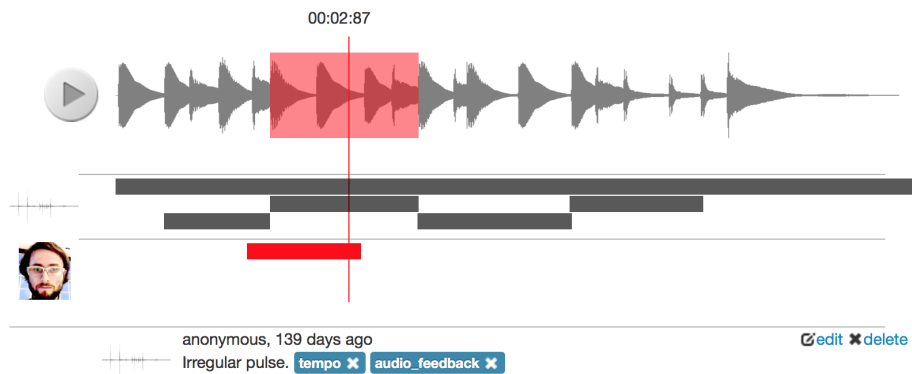 00:02:87
anonymous, 139 days ago
edit delete
Irregular pulse. tempo audio_feedback